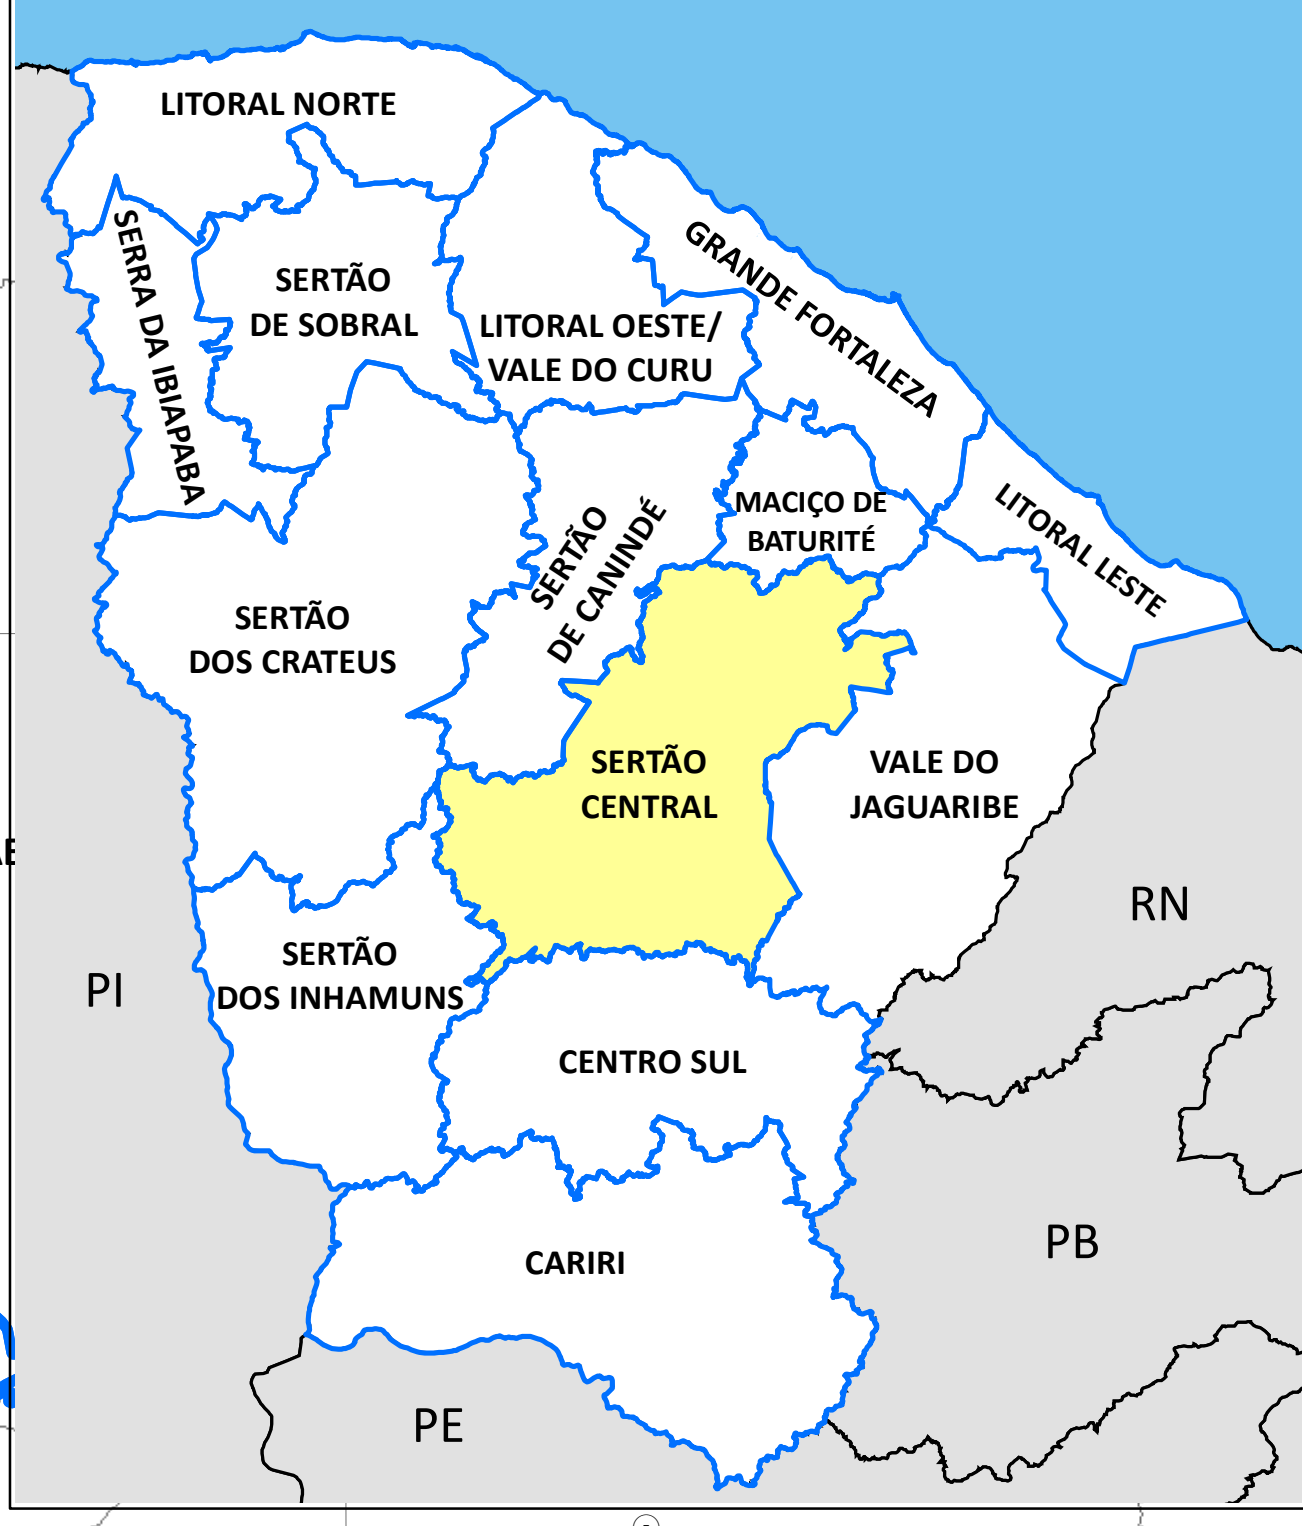 LITORAL NORTE
SERRA DA IBIAPABA
SERTÃO
DE SOBRAL
LITORAL OESTE/
VALE DO CURU
GRANDE FORTALEZA
MACIÇO DE
BATURITÉ
LITORAL LESTE
SERTÃO
DE CANINDÉ
SERTÃO
DOS CRATEUS
SERTÃO
CENTRAL
VALE DO
JAGUARIBE
RN
SERTÃO
DOS INHAMUNS
PI
CENTRO SUL
PB
CARIRI
PE